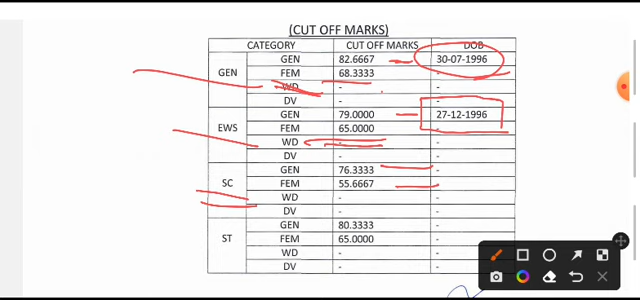 (CUT OFF MARKS)
CATEGORY CUT OFF MARKS DOB
GEN GEN 82.6667 30-07-1996
FEM 68.3333 -
WD - -
DV - -
EWS GEN 79.0000 27-12-1996
FEM 65.0000 -
WD - -
DV - -
SC GEN 76.3333 -
FEM 55.6667 -
WD - -
DV - -
ST GEN 80.3333 -
FEM 65.0000 -
WD - -
DV - -